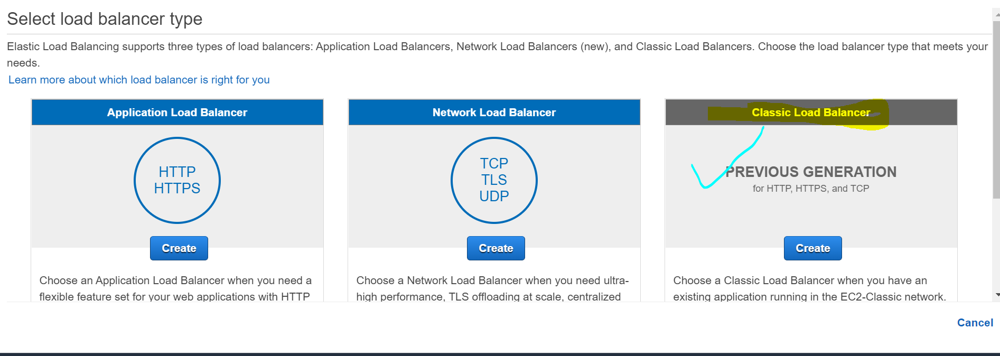 Select load balancer type
Elastic Load Balancing supports three types of load balancers: Application Load Balancers, Network Load Balancers (new), and Classic Load Balancers. Choose the load balancer type that meets your
needs.
Learn more about which load balancer is right for you
Application Load Balancer
HTTP
HTTPS
Create
Choose an Application Load Balancer when you need a
flexible feature set for your web applications with HTTP
Network Load Balancer
TCP
TLS
UDP
Create
Choose a Network Load Balancer when you need ultra-
high performance, TLS offloading at scale, centralized
Classic Load Balancer
PREVIOUS GENERATION
for HTTP, HTTPS, and TCP
Create
Choose a Classic Load Balancer when you have an
existing application running in the EC2-Classic network.
Cancel